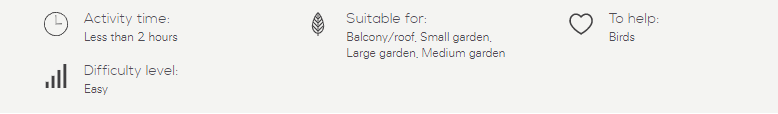 Activity time:
Less than 2 hours
Suitable for:
Balcony/roof, Small garden,
Large garden, Medium garden
To help:
Birds
Difficulty level:
Easy